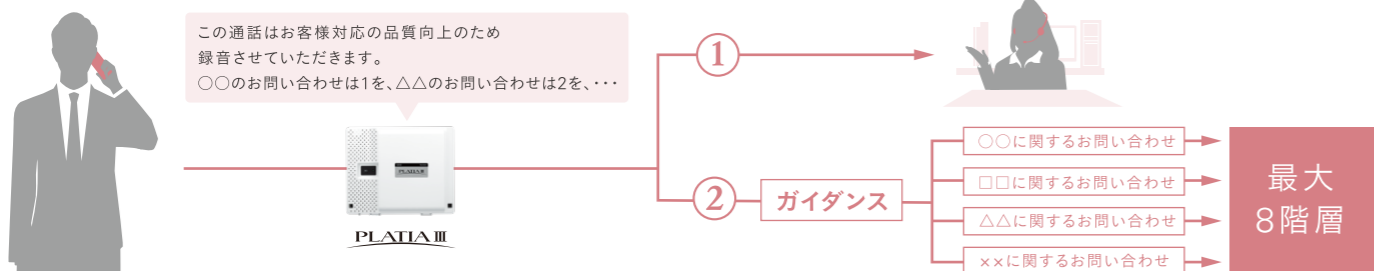 この通話はお客様対応の品質向上のため
録音させていただきます。
○○のお問い合わせは1を、△△のお問い合わせは2を、・・・
PLATIA Ⅲ
PLATIA Ⅲ
1
2
ガイダンス
○○に関するお問い合わせ
□□に関するお問い合わせ
△△に関するお問い合わせ
××に関するお問い合わせ
最大
8階層